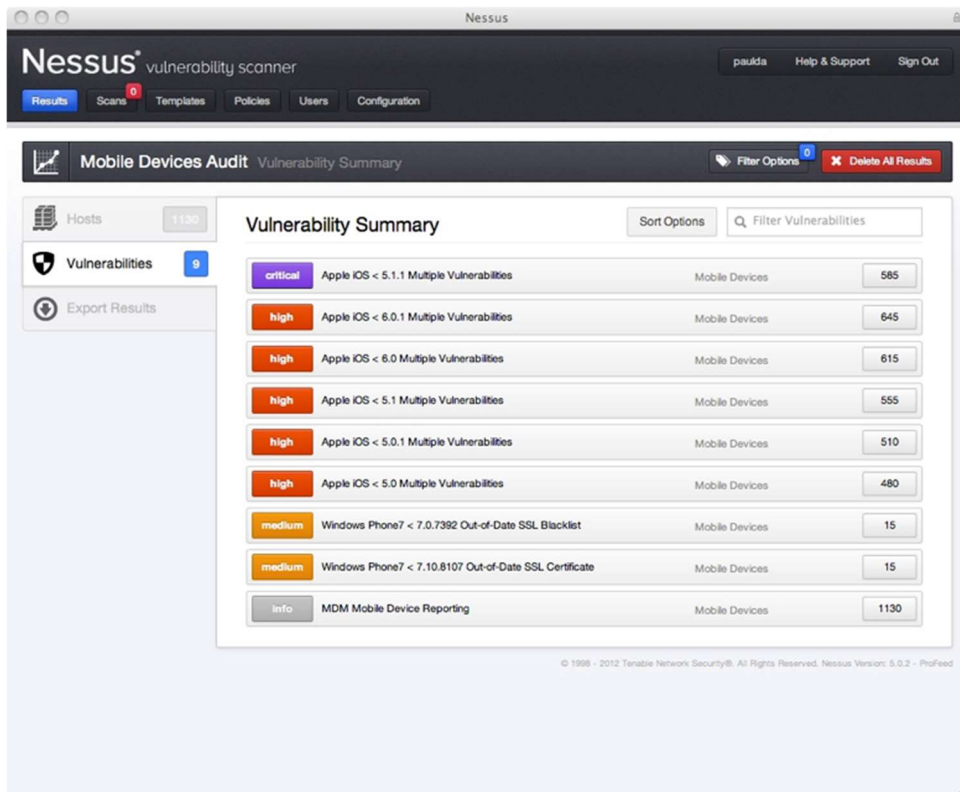 Nessus
Nessus® vulnerability scanner
paulda Help & Support Sign Out
Results Scans 0 Templates Policies Users Configuration
Mobile Devices Audit Vulnerability Summary
Filter Options 0 Delete All Results
Hosts 1130
Vulnerabilities 9
Export Results
Vulnerability Summary
Sort Options
Filter Vulnerabilities
critical Apple iOS < 5.1.1 Multiple Vulnerabilities Mobile Devices 585
high Apple iOS < 6.0.1 Multiple Vulnerabilities Mobile Devices 645
high Apple iOS < 6.0 Multiple Vulnerabilities Mobile Devices 615
high Apple iOS < 5.1 Multiple Vulnerabilities Mobile Devices 555
high Apple iOS < 5.0.1 Multiple Vulnerabilities Mobile Devices 510
high Apple iOS < 5.0 Multiple Vulnerabilities Mobile Devices 480
medium Windows Phone7 < 7.0.7392 Out-of-Date SSL Blacklist Mobile Devices 15
medium Windows Phone7 < 7.10.8107 Out-of-Date SSL Certificate Mobile Devices 15
info MDM Mobile Device Reporting Mobile Devices 1130
© 1998 - 2012 Tenable Network Security®. All Rights Reserved. Nessus Version: 5.0.2 - ProFeed